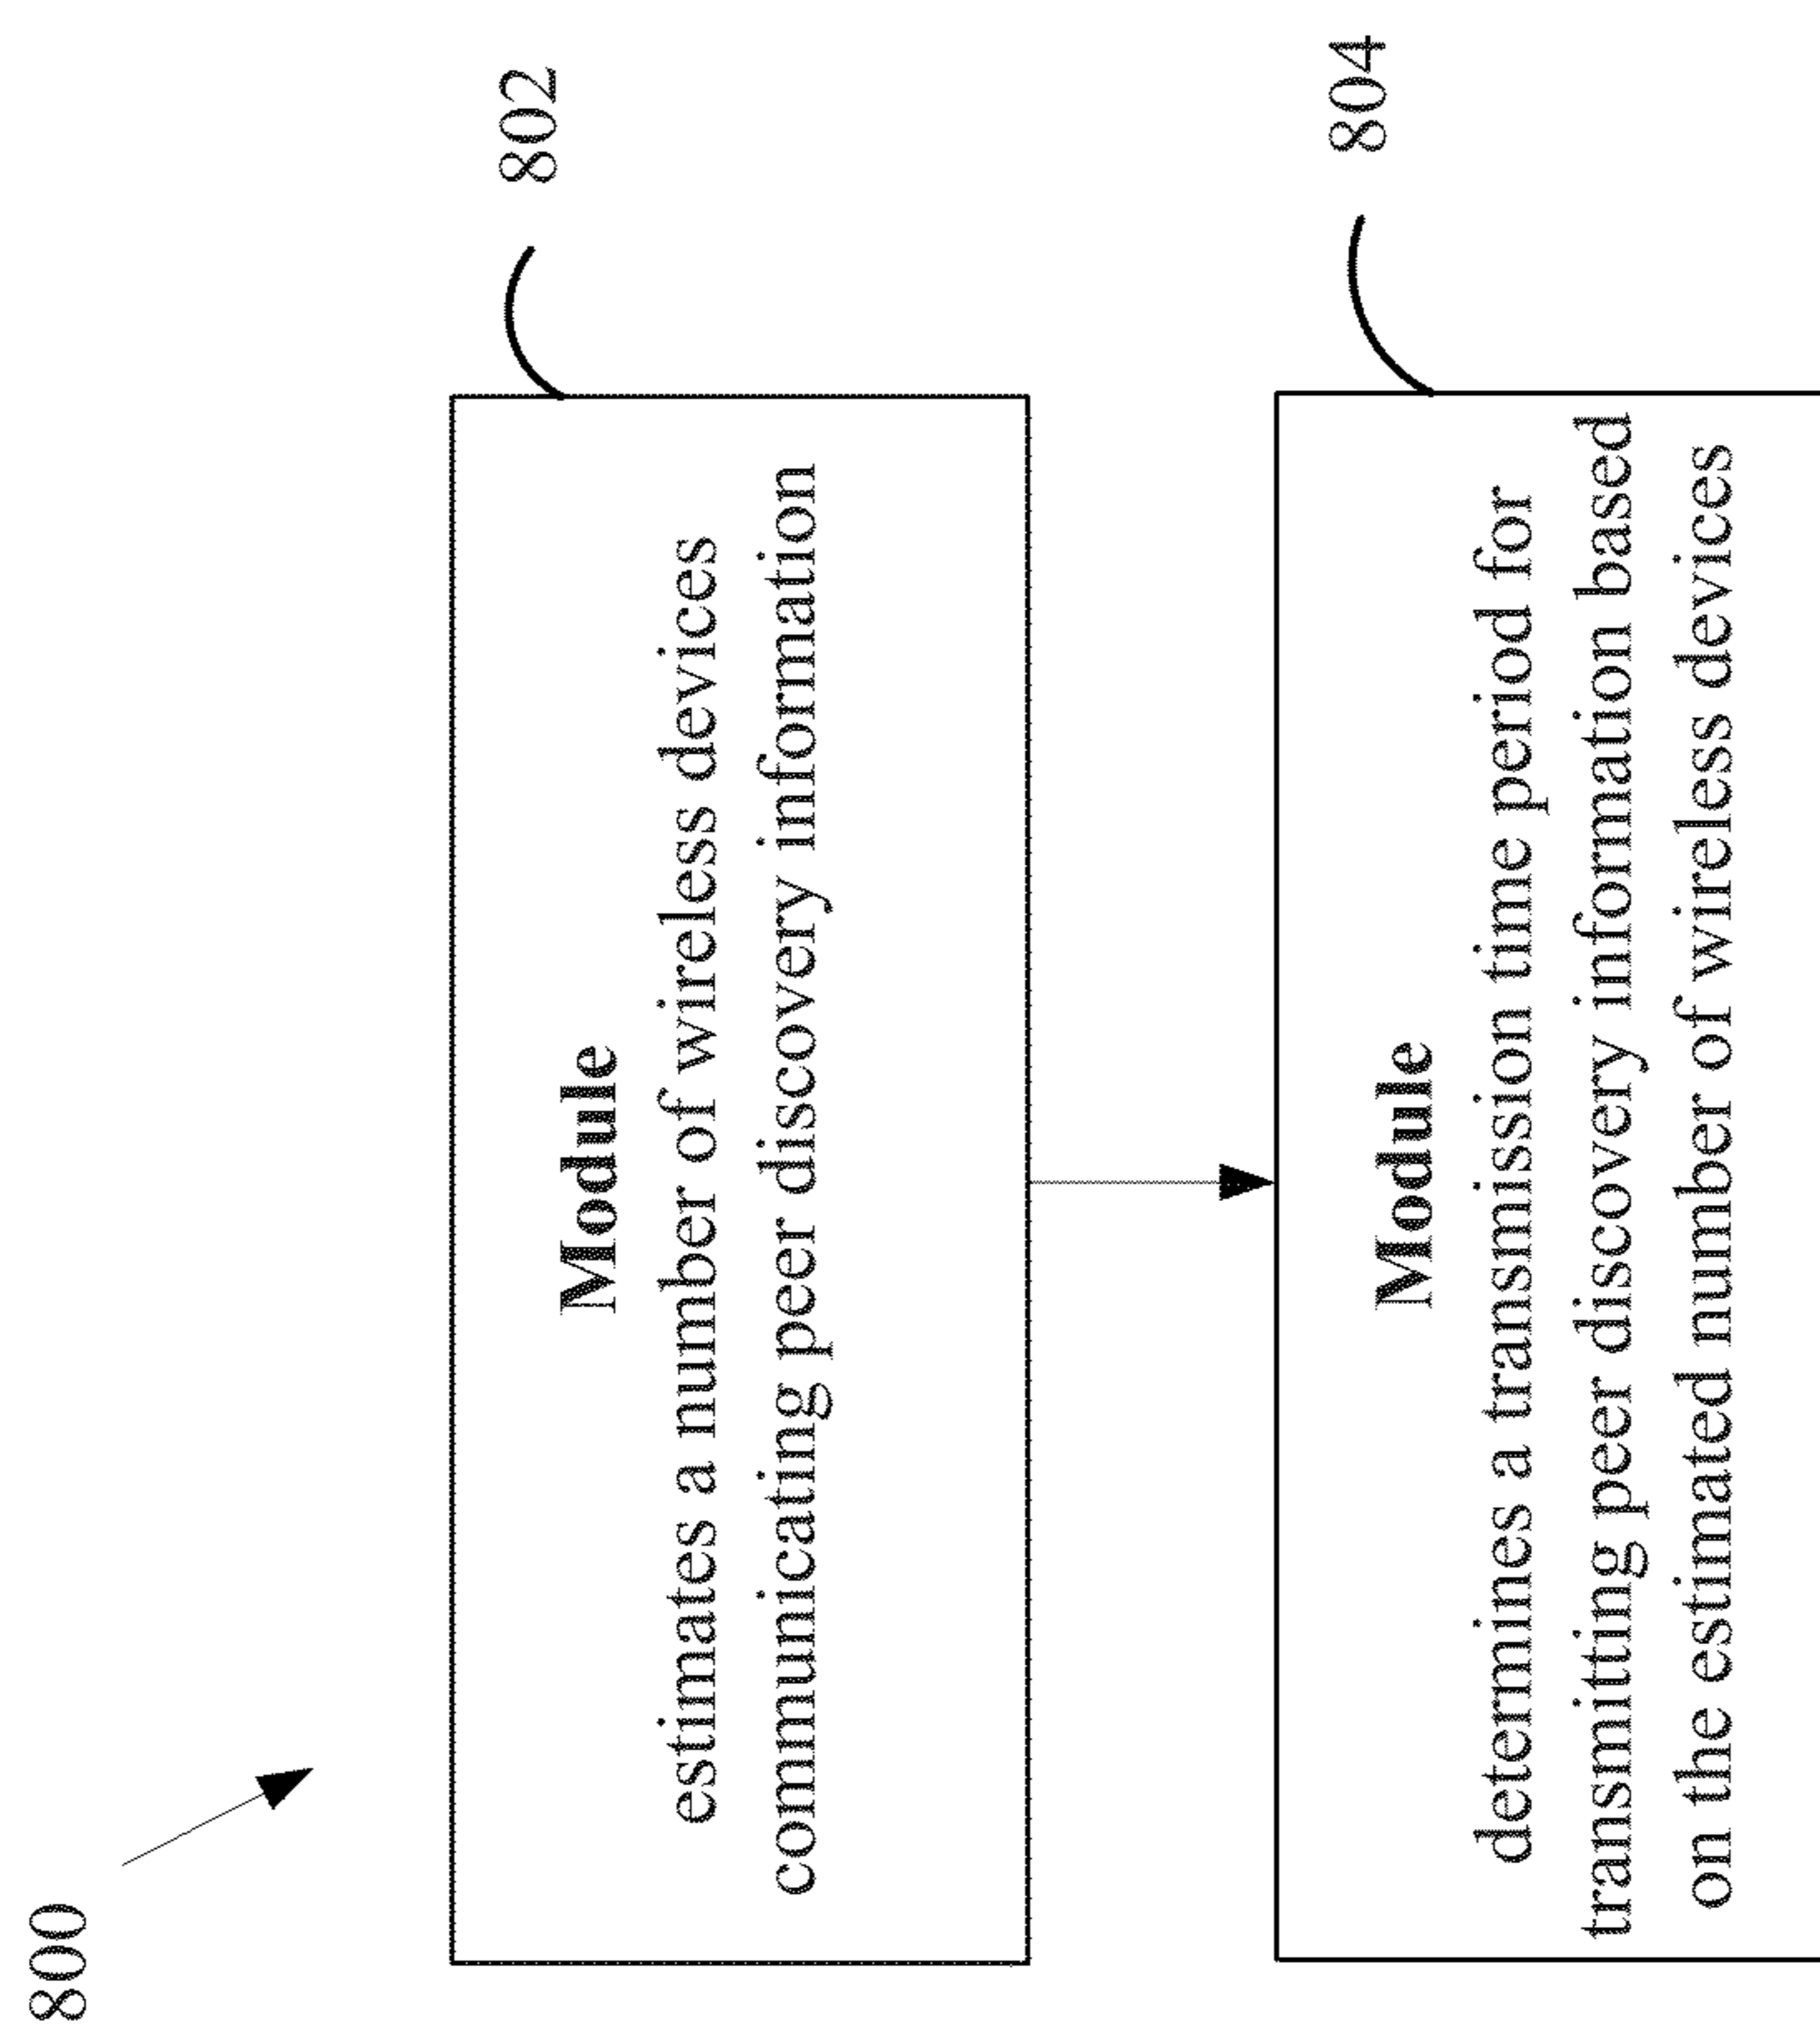 800
802
Module
estimates a number of wireless devices
communicating peer discovery information
804
Module
determines a transmission time period for
transmitting peer discovery information based
on the estimated number of wireless devices